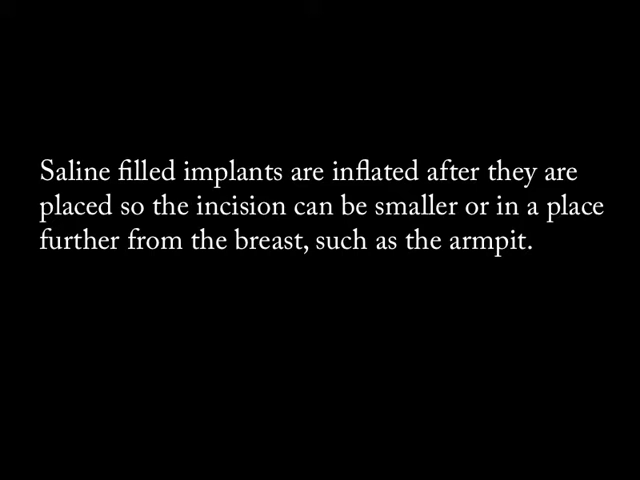 Saline filled implants are inflated after they are
placed so the incision can be smaller or in a place
further from the breast, such as the armpit.